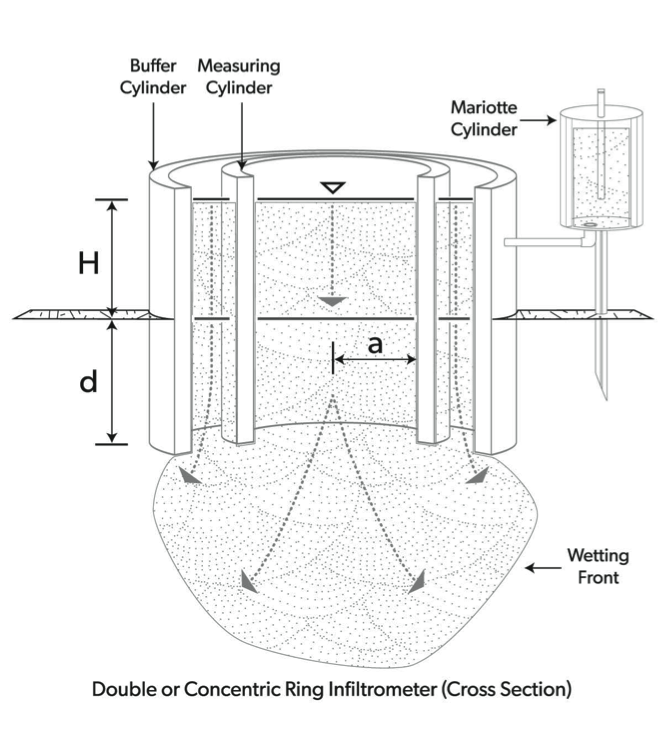 Buffer
Cylinder
Measuring
Cylinder
Mariotte
Cylinder
H
a
d
Wetting
Front
Double or Concentric Ring Infiltrometer (Cross Section)